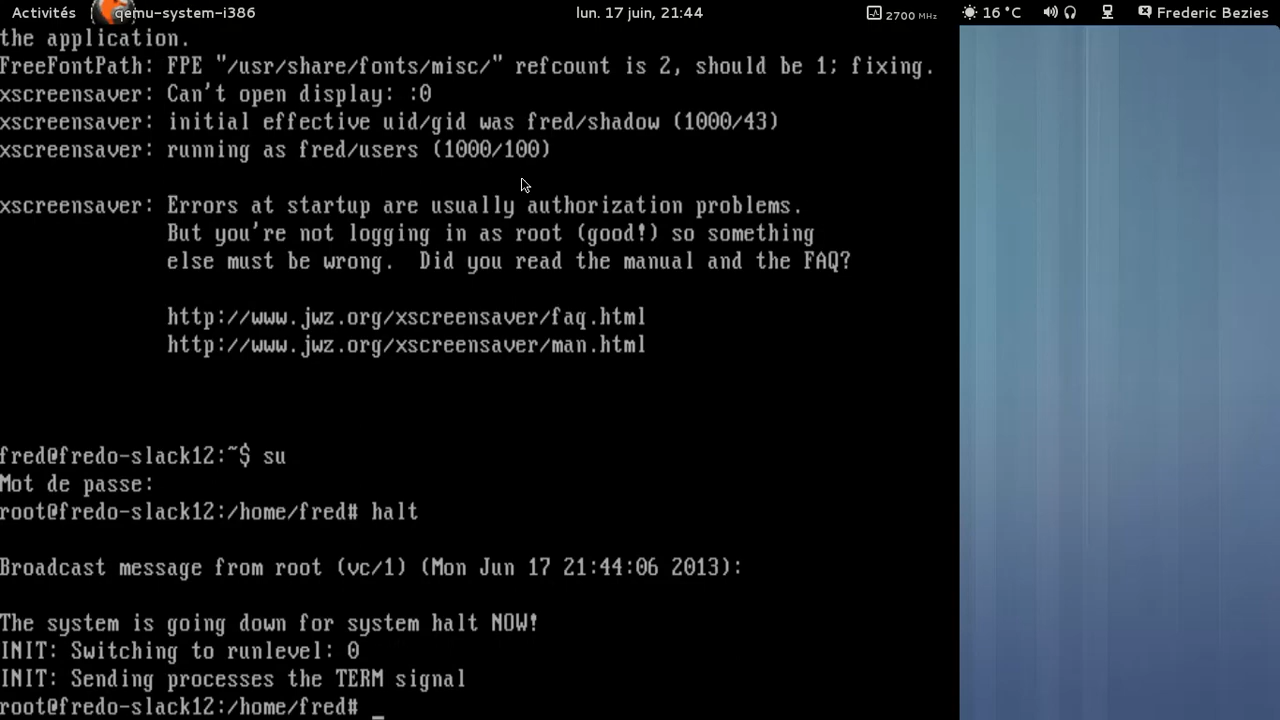 Activités qemu-system-i386 lun. 17 juin, 21:44 2700 MHz 16 °C Frederic Bezies
the application.
FreeFontPath: FPE "/usr/share/fonts/misc/" refcount is 2, should be 1; fixing.
xscreensaver: Can't open display: :0
xscreensaver: initial effective uid/gid was fred/shadow (1000/43)
xscreensaver: running as fred/users (1000/100)
xscreensaver: Errors at startup are usually authorization problems.
But you're not logging in as root (good!) so something
else must be wrong.  Did you read the manual and the FAQ?
http://www.jwz.org/xscreensaver/faq.html
http://www.jwz.org/xscreensaver/man.html
fred@fredo-slack12:~$ su
Mot de passe:
root@fredo-slack12:/home/fred# halt
Broadcast message from root (vc/1) (Mon Jun 17 21:44:06 2013):
The system is going down for system halt NOW!
INIT: Switching to runlevel: 0
INIT: Sending processes the TERM signal
root@fredo-slack12:/home/fred# _